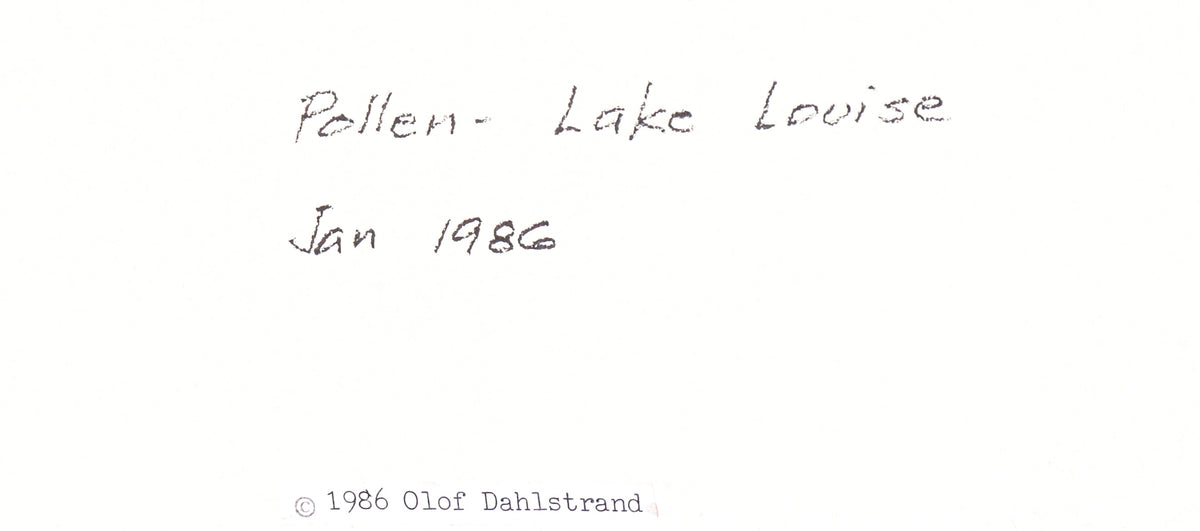 Pollen- Lake Louise
Jan 1986
© 1986 Olof Dahlstrand